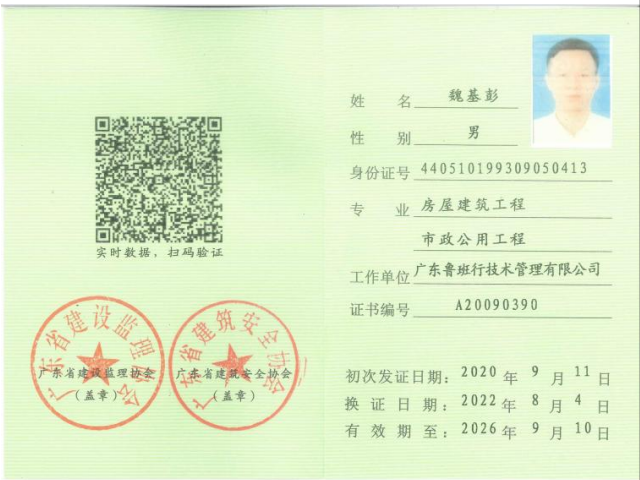 实时数据，扫码验证
广东省建设监理协会
广东省建设监理协会
（盖章）
广东省建筑安全协会
广东省建筑安全协会
（盖章）
姓名 魏基彭
性别 男
身份证号 440510199309050413
专业 房屋建筑工程
市政公用工程
工作单位 广东鲁班行技术管理有限公司
证书编号 A20090390
初次发证日期：2020 年 9 月 11 日
换证日期：2022 年 8 月 4 日
有效期至：2026 年 9 月 10 日